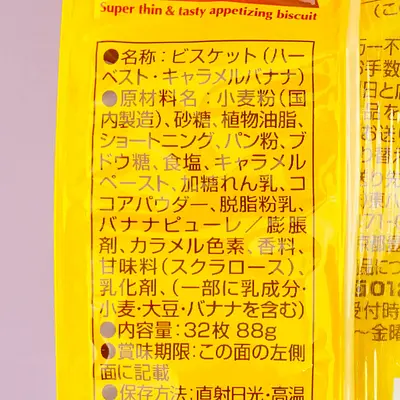 Super thin & tasty appetizing biscuit
●名称：ビスケット（ハー
ベスト・キャラメルバナナ）
●原材料名：小麦粉（国
内製造）、砂糖、植物油脂、
ショートニング、パン粉、ブ
ドウ糖、食塩、キャラメル
ペースト、加糖れん乳、コ
コアパウダー、脱脂粉乳、
バナナピューレ／膨脹
剤、カラメル色素、香料、
甘味料（スクラロース）、
乳化剤、（一部に乳成分・
小麦・大豆・バナナを含む）
●内容量：32枚 88g
●賞味期限：この面の左側
面に記載
●保存方法：直射日光・高温